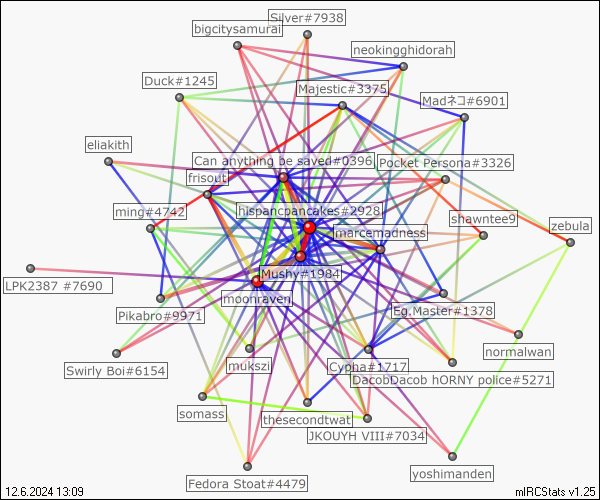 Silver#7938
bigcitysamurai
neokingghidorah
Duck#1245
Majestic#3375
Madネコ#6901
eliakith
Can anything be saved#0396
Pocket Persona#3326
frisout
ming#4742
hispancpancakes#2928
shawntee9
zebula
marcemadness
Mushy#1984
LPK2387 #7690
moonraven
Pikabro#9971
Eg.Master#1378
normalwan
mukszi
Cypha#1717
Swirly Boi#6154
DacobDacob hORNY police#5271
somass
thesecondtwat
JKOUYH VIII#7034
yoshimanden
Fedora Stoat#4479
12.6.2024 13:09
mIRCStats v1.25